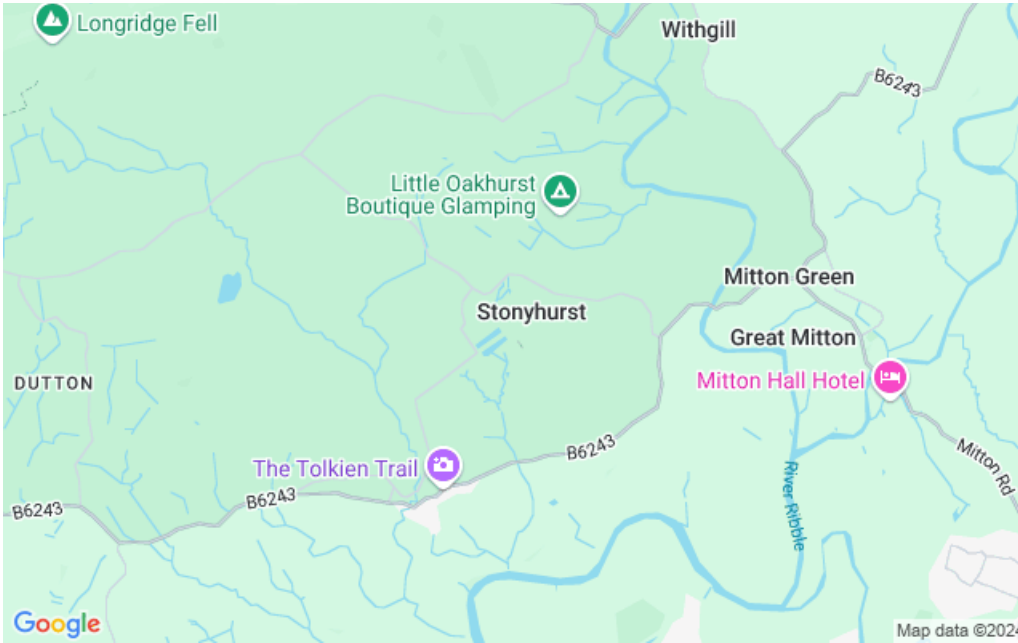 Longridge Fell
Withgill
B6243
Little Oakhurst
Boutique Glamping
Mitton Green
Stonyhurst
Great Mitton
Mitton Hall Hotel
DUTTON
B6243
Mitton Rd
The Tolkien Trail
B6243
B6243
River Ribble
Google
Map data ©2024